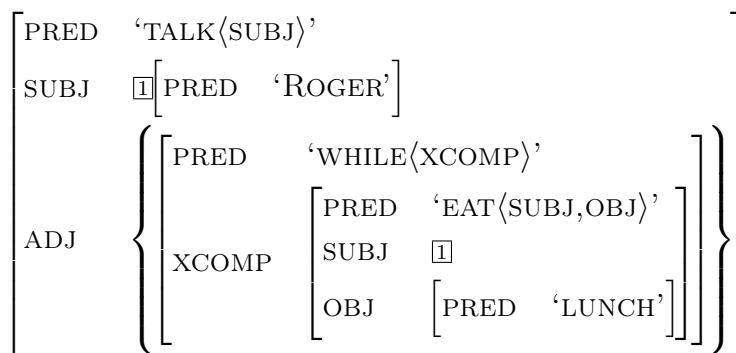 PRED ‘TALK⟨SUBJ⟩’
SUBJ 1[PRED ‘ROGER’]
PRED ‘WHILE⟨XCOMP⟩’
PRED ‘EAT⟨SUBJ,OBJ⟩’
ADJ XCOMP SUBJ 1
OBJ [PRED ‘LUNCH’]